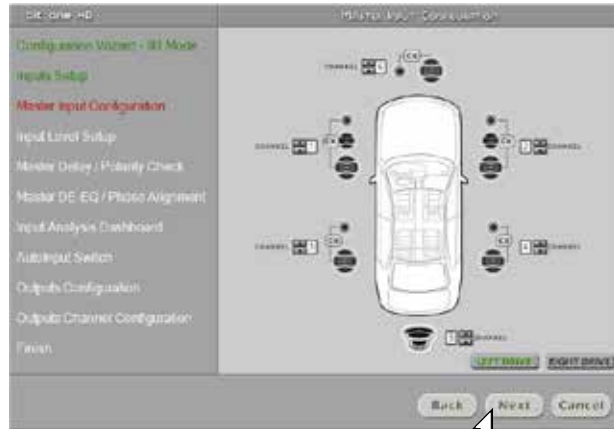 bit one HD
Master Input Configuration
Configuration Wizard - BIT Mode
Inputs Setup
Master Input Configuration
Input Level Setup
Master Delay / Polarity Check
Master DE-EQ / Phase Alignment
Input Analysis Dashboard
AutoInput Switch
Outputs Configuration
Outputs Channel Configuration
Finish
CHANNEL
CHANNEL
CHANNEL
CHANNEL
CHANNEL
CHANNEL
LEFT DRIVE RIGHT DRIVE
Back Next Cancel